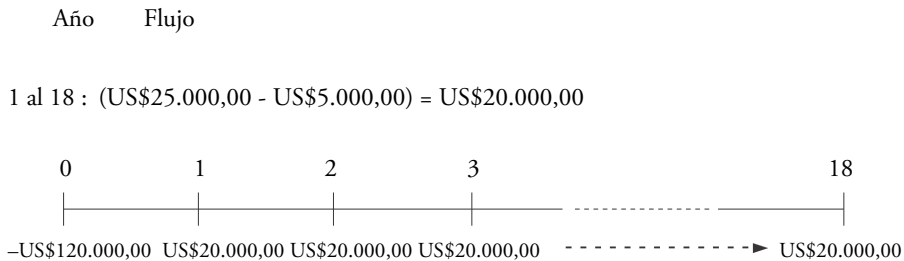 Año Flujo
1 al 18 : (US$25.000,00 - US$5.000,00) = US$20.000,00
0 1 2 3 18
–US$120.000,00 US$20.000,00 US$20.000,00 US$20.000,00 US$20.000,00